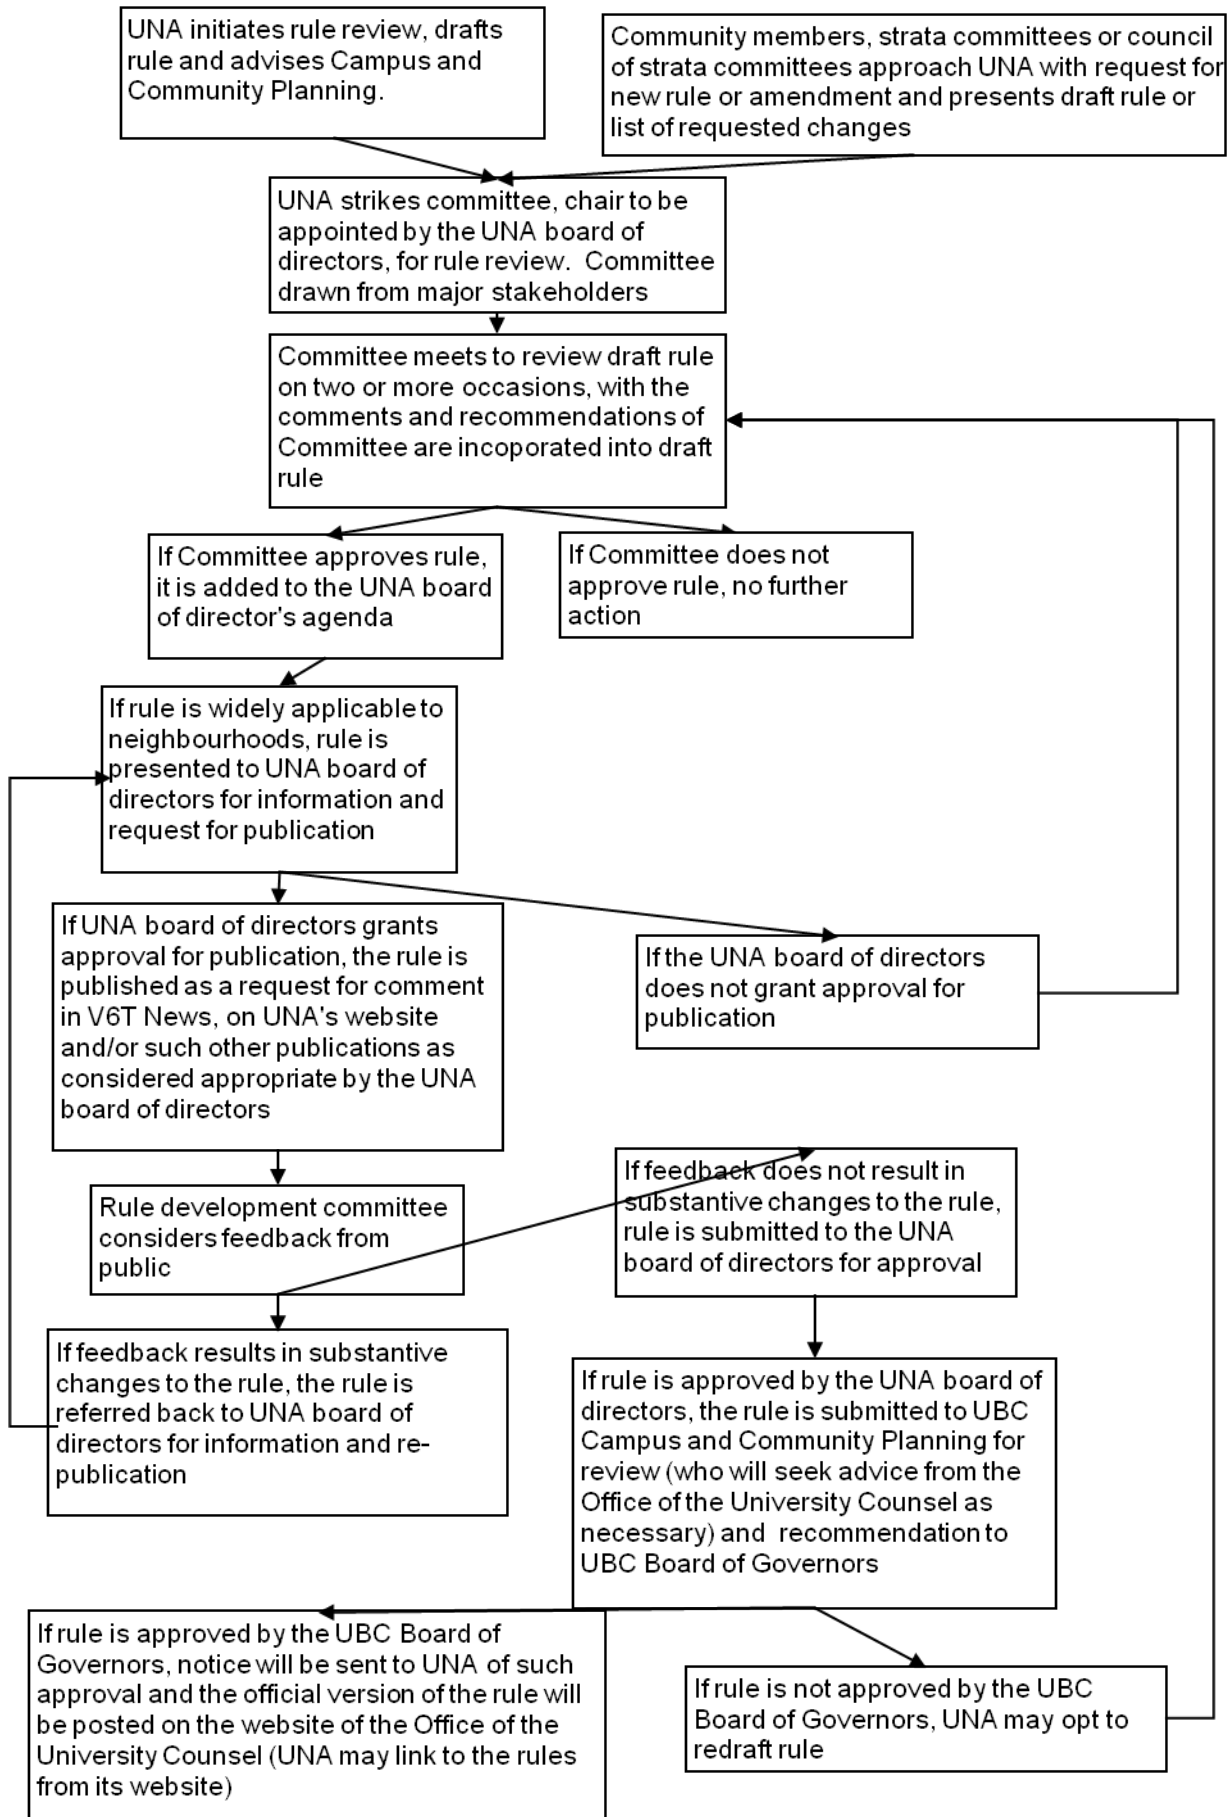 UNA initiates rule review, drafts
rule and advises Campus and
Community Planning.
Community members, strata committees or council
of strata committees approach UNA with request for
new rule or amendment and presents draft rule or
list of requested changes
UNA strikes committee, chair to be
appointed by the UNA board of
directors, for rule review.  Committee
drawn from major stakeholders
Committee meets to review draft rule
on two or more occasions, with the
comments and recommendations of
Committee are incoporated into draft
rule
If Committee approves rule,
it is added to the UNA board
of director's agenda
If Committee does not
approve rule, no further
action
If rule is widely applicable to
neighbourhoods, rule is
presented to UNA board of
directors for information and
request for publication
If UNA board of directors grants
approval for publication, the rule is
published as a request for comment
in V6T News, on UNA's website
and/or such other publications as
considered appropriate by the UNA
board of directors
If the UNA board of directors
does not grant approval for
publication
Rule development committee
considers feedback from
public
If feedback does not result in
substantive changes to the rule,
rule is submitted to the UNA
board of directors for approval
If feedback results in substantive
changes to the rule, the rule is
referred back to UNA board of
directors for information and re-
publication
If rule is approved by the UNA board of
directors, the rule is submitted to UBC
Campus and Community Planning for
review (who will seek advice from the
Office of the University Counsel as
necessary) and  recommendation to
UBC Board of Governors
If rule is approved by the UBC Board of
Governors, notice will be sent to UNA of such
approval and the official version of the rule will
be posted on the website of the Office of the
University Counsel (UNA may link to the rules
from its website)
If rule is not approved by the UBC
Board of Governors, UNA may opt to
redraft rule